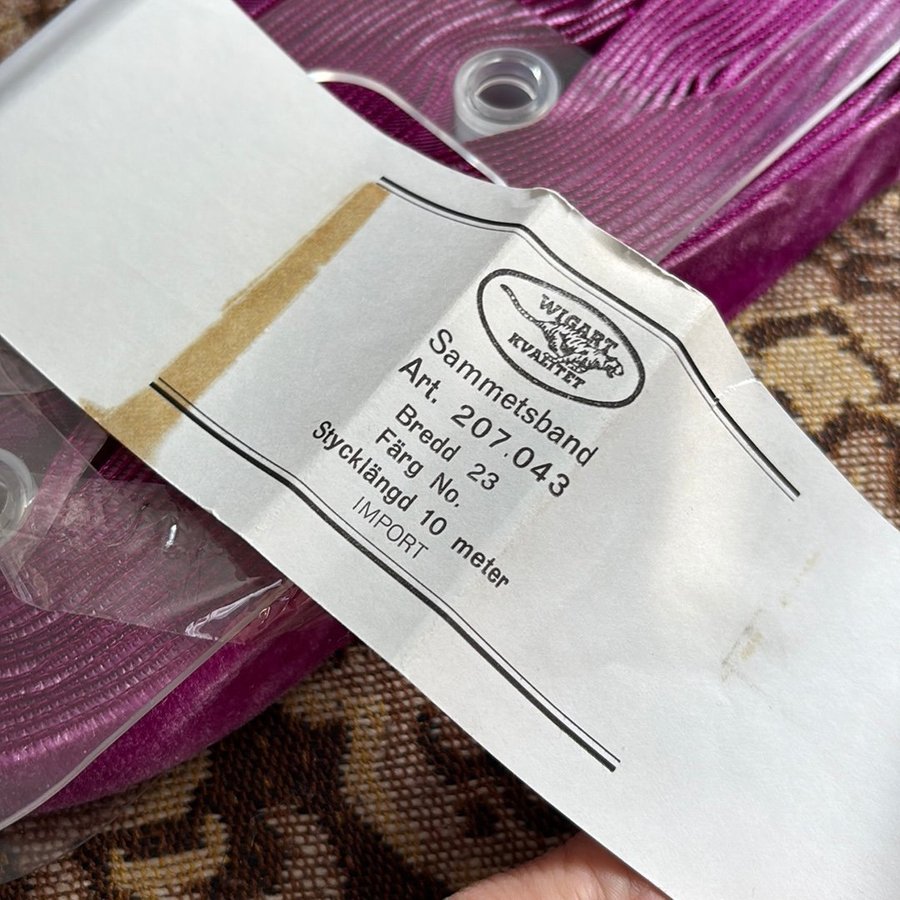 WIGART
KVALITET
Sammetsband
Art. 207.043
Bredd 23
Färg No.
Stycklängd 10 meter
IMPORT